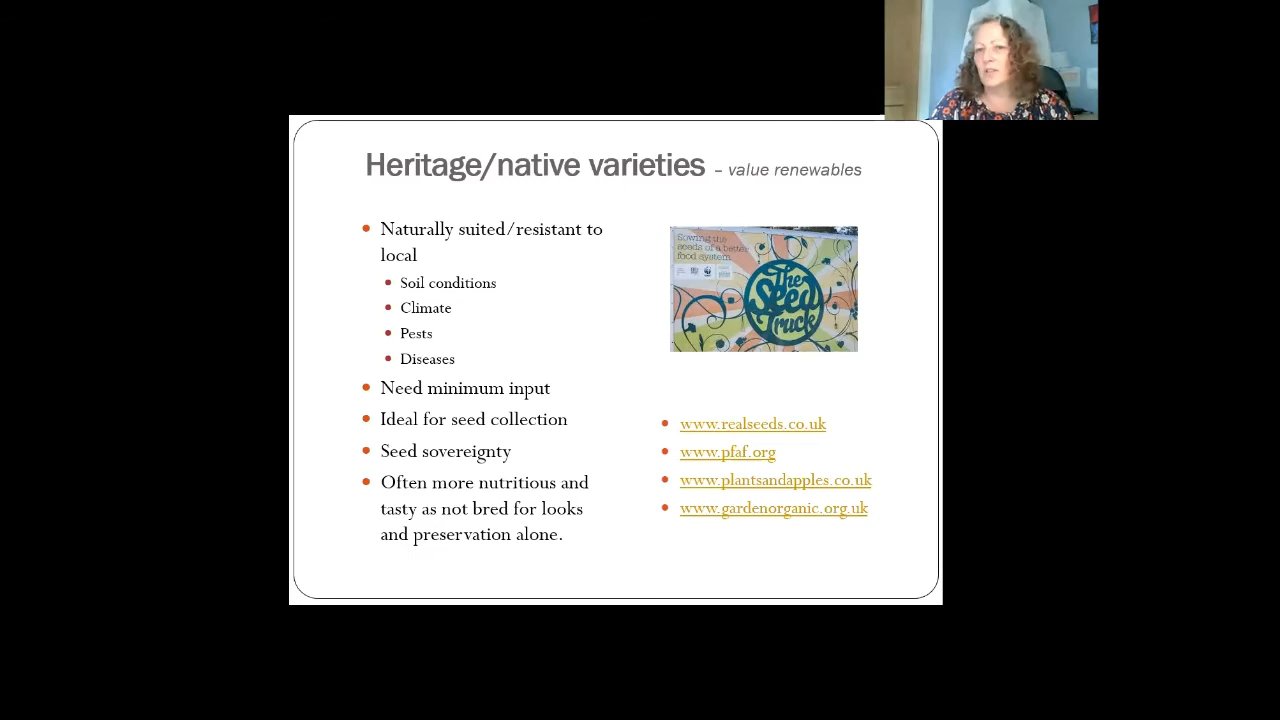 Heritage/native varieties – value renewables
Naturally suited/resistant to
local
Soil conditions
Climate
Pests
Diseases
Need minimum input
Ideal for seed collection
Seed sovereignty
Often more nutritious and
tasty as not bred for looks
and preservation alone.
Sowing the
seeds of a better
food system
The
Seed
Truck
www.realseeds.co.uk
www.pfaf.org
www.plantsandapples.co.uk
www.gardenorganic.org.uk